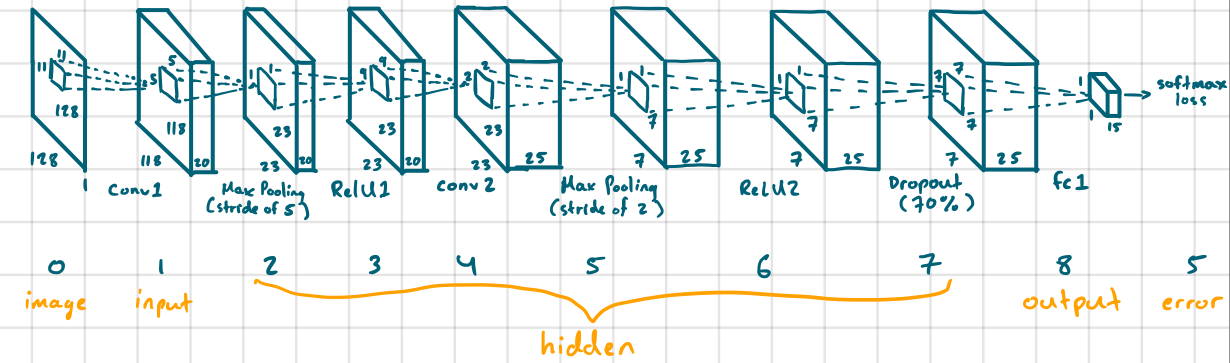 11 5 1 9 2 1 1 7
11 5 1 9 2 1 1 7 1 softmax
128 118 23 23 23 7 7 7 1 15 loss
128 118 20 23 20 23 20 23 25 7 25 7 25 7 25
1 Conv1 Max Pooling ReLU1 Conv2 Max Pooling ReLU2 Dropout fc1
(stride of 5) (stride of 2) (70%)
0 1 2 3 4 5 6 7 8 5
image input output error
hidden